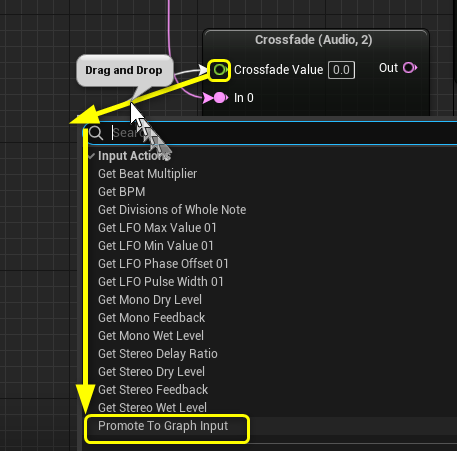 Crossfade (Audio, 2)
Drag and Drop
Crossfade Value 0.0 Out
In 0
Search
Input Actions
Get Beat Multiplier
Get BPM
Get Divisions of Whole Note
Get LFO Max Value 01
Get LFO Min Value 01
Get LFO Phase Offset 01
Get LFO Pulse Width 01
Get Mono Dry Level
Get Mono Feedback
Get Mono Wet Level
Get Stereo Delay Ratio
Get Stereo Dry Level
Get Stereo Feedback
Get Stereo Wet Level
Promote To Graph Input